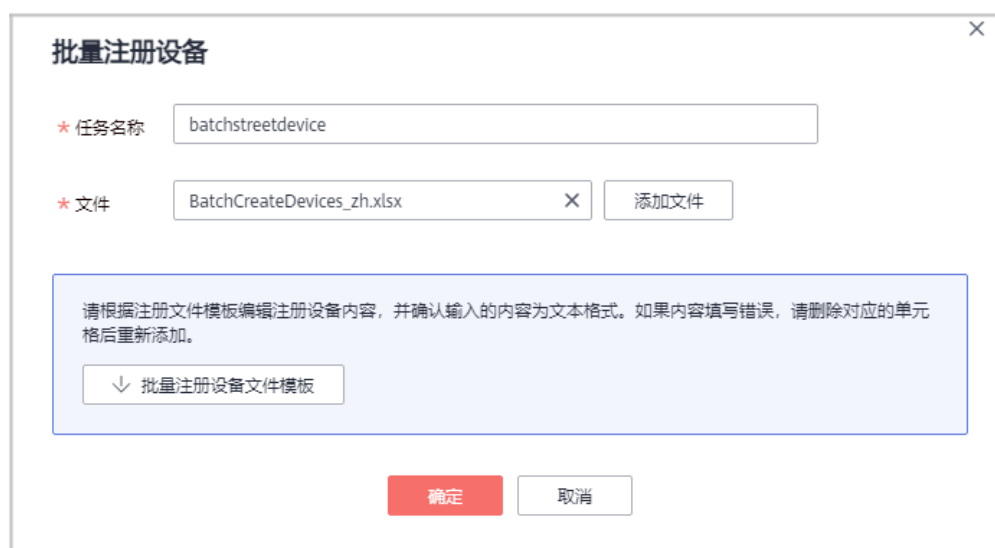 批量注册设备
* 任务名称 batchstreetdevice
* 文件 BatchCreateDevices_zh.xlsx 添加文件
请根据注册文件模板编辑注册设备内容，并确认输入的内容为文本格式。如果内容填写错误，请删除对应的单元
格后重新添加。
批量注册设备文件模板
确定 取消